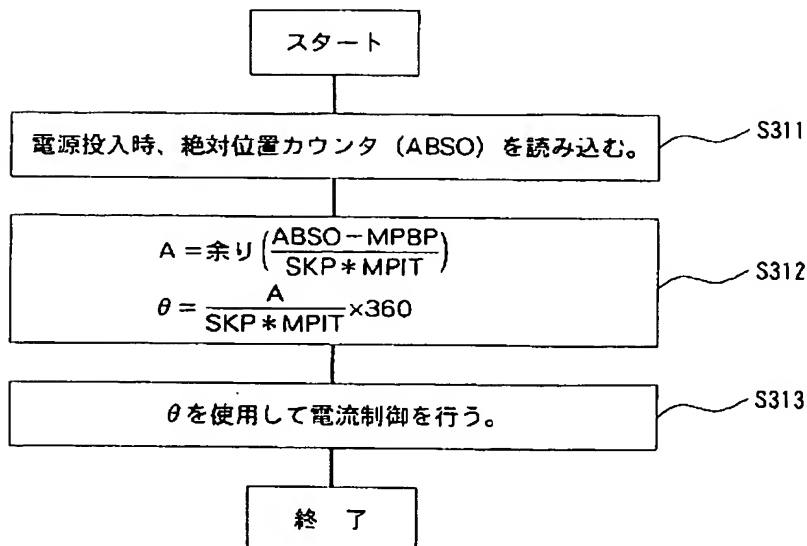 スタート
電源投入時、絶対位置カウンタ (ABSO) を読み込む。
S311
A = 余り (ABSO − MPBP / SKP * MPIT)
θ = A / SKP * MPIT × 360
S312
θを使用して電流制御を行う。
S313
終 了